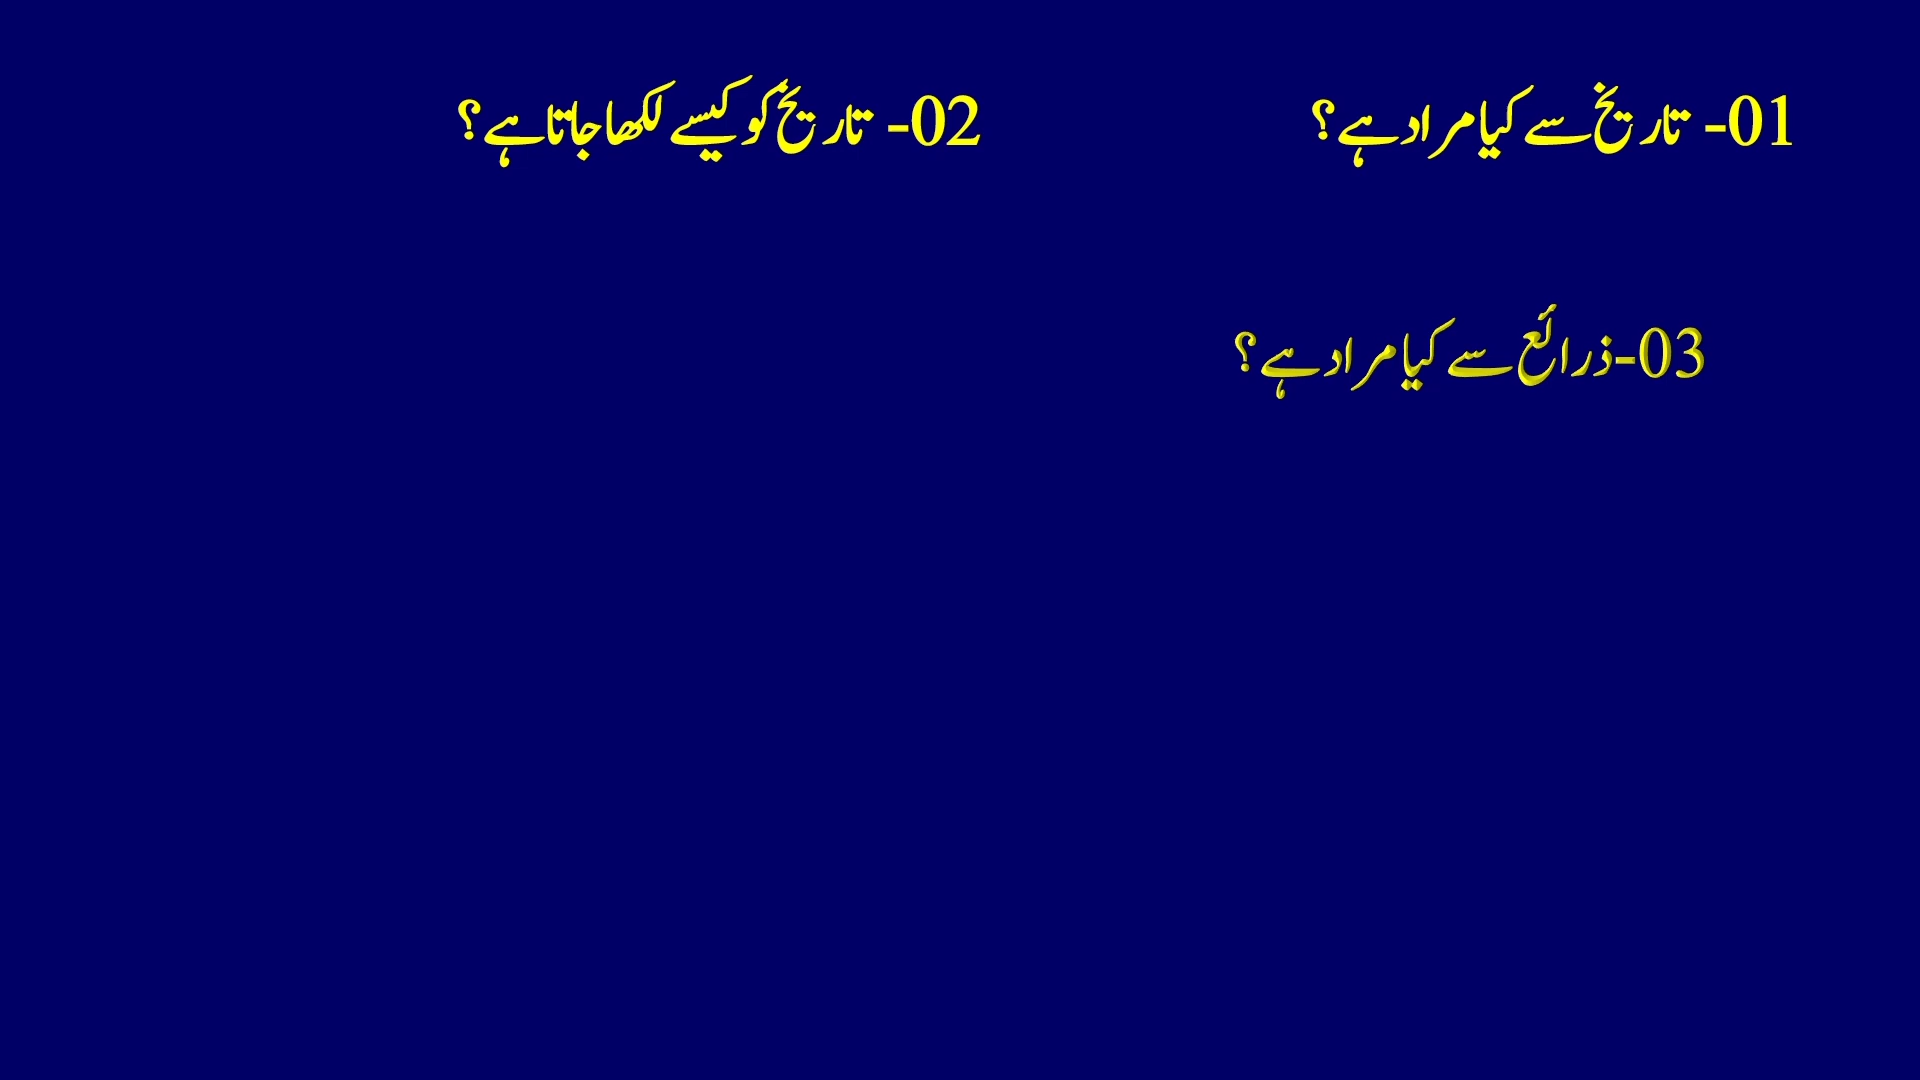 01- تاریخ سے کیا مراد ہے؟
02- تاریخ کو کیسے لکھا جاتا ہے؟
03-ذرائع سے کیا مراد ہے؟